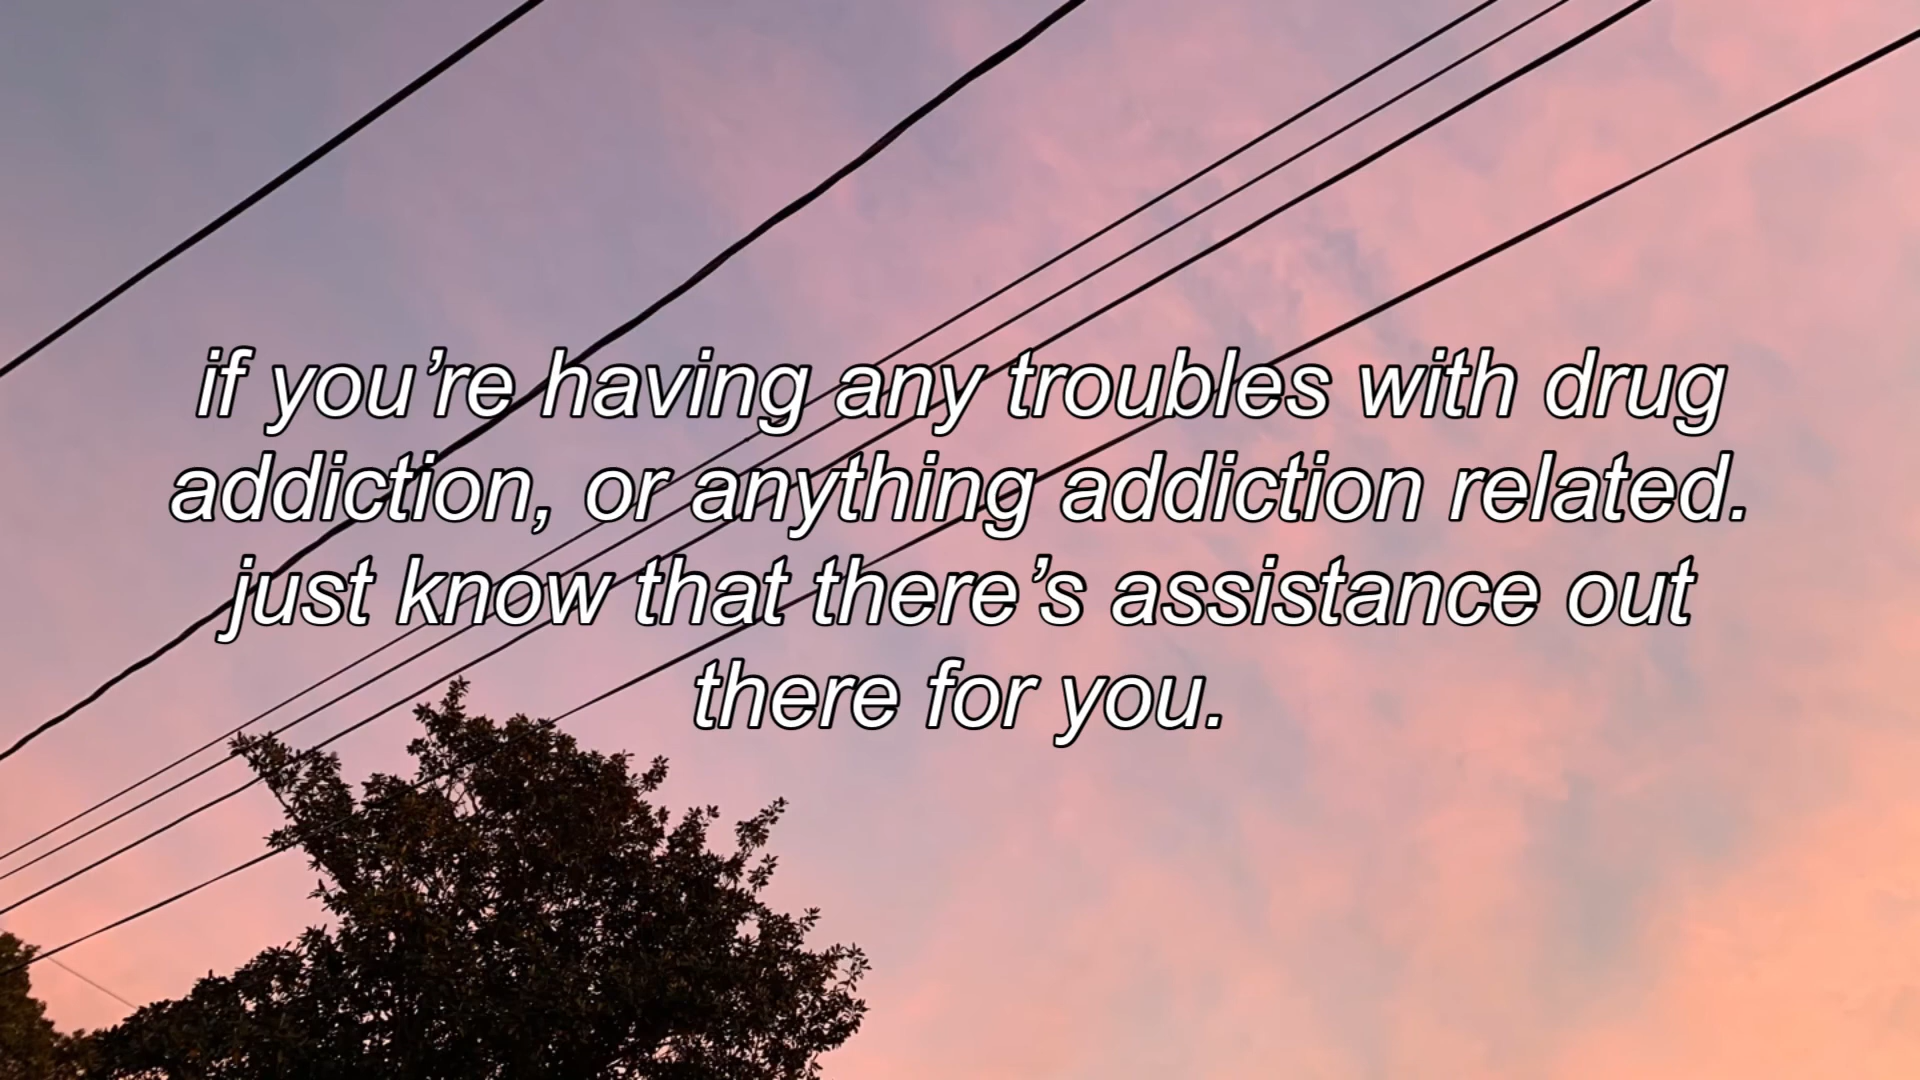 if you’re having any troubles with drug
addiction, or anything addiction related.
just know that there’s assistance out
there for you.